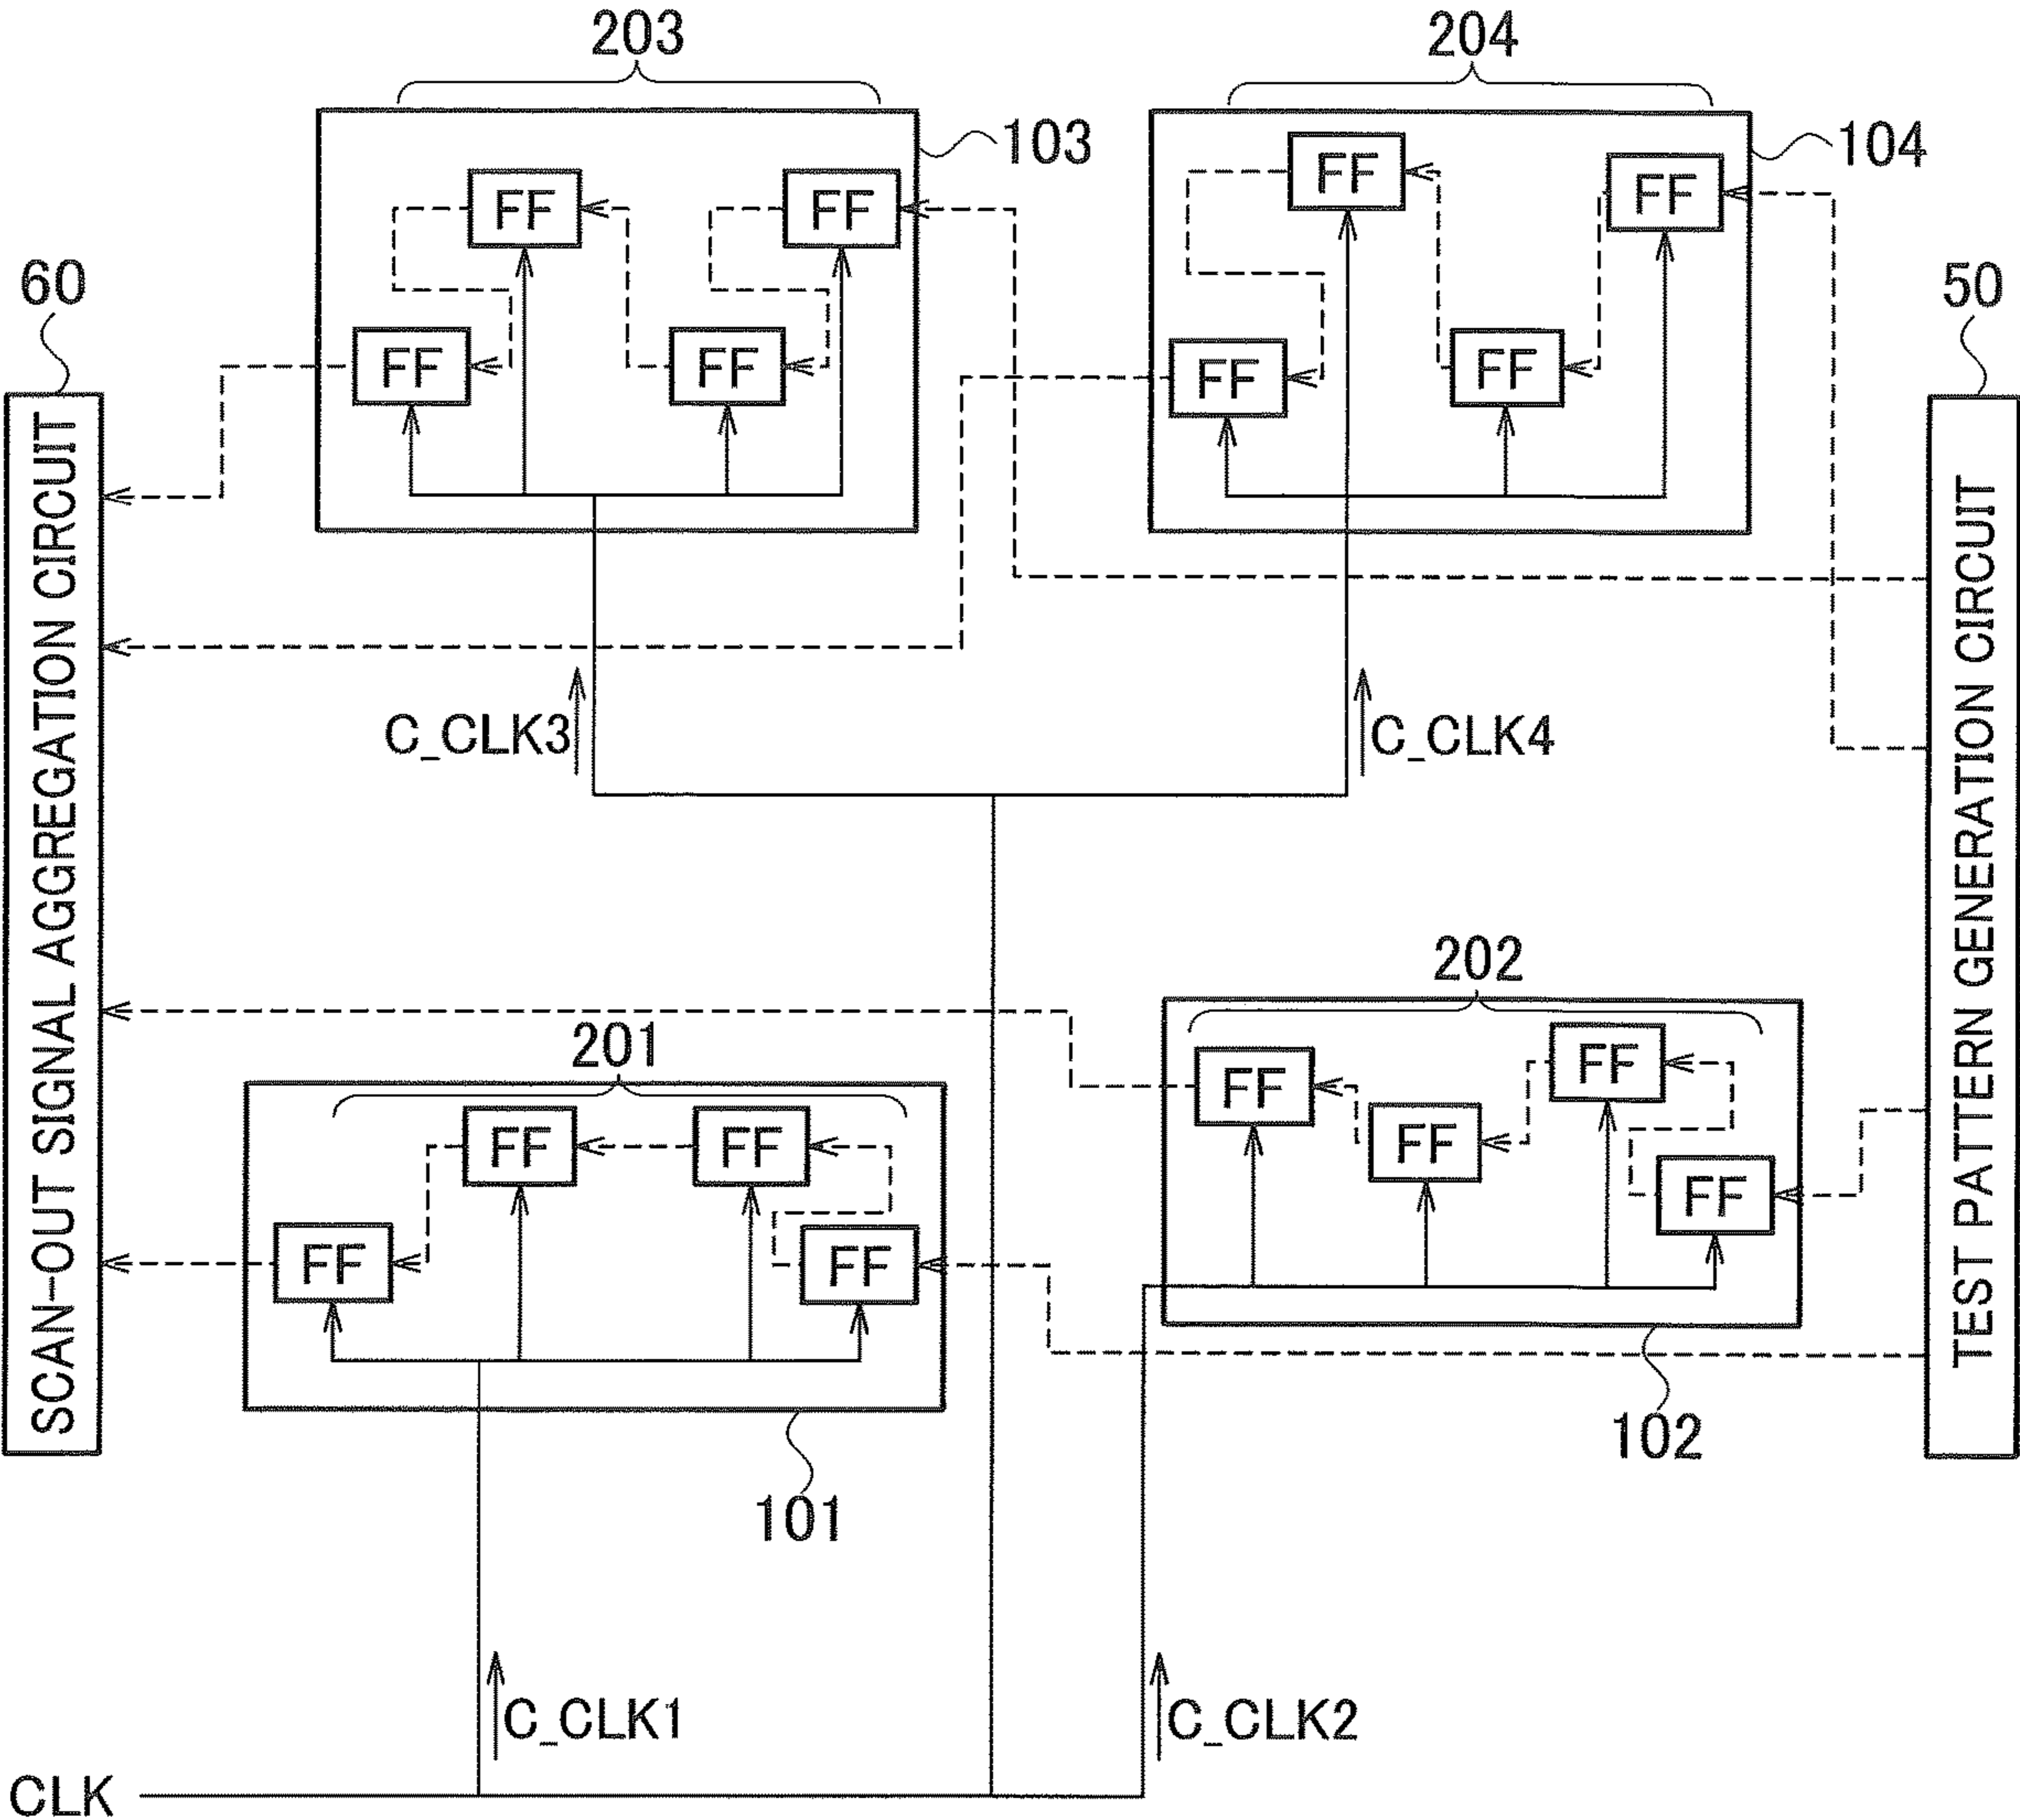 203
204
103
104
FF
FF
FF
FF
60
50
FF
FF
FF
FF
SCAN-OUT SIGNAL AGGREGATION CIRCUIT
TEST PATTERN GENERATION CIRCUIT
C_CLK3
C_CLK4
202
201
FF
FF
FF
FF
FF
FF
FF
FF
102
101
C_CLK1
C_CLK2
CLK